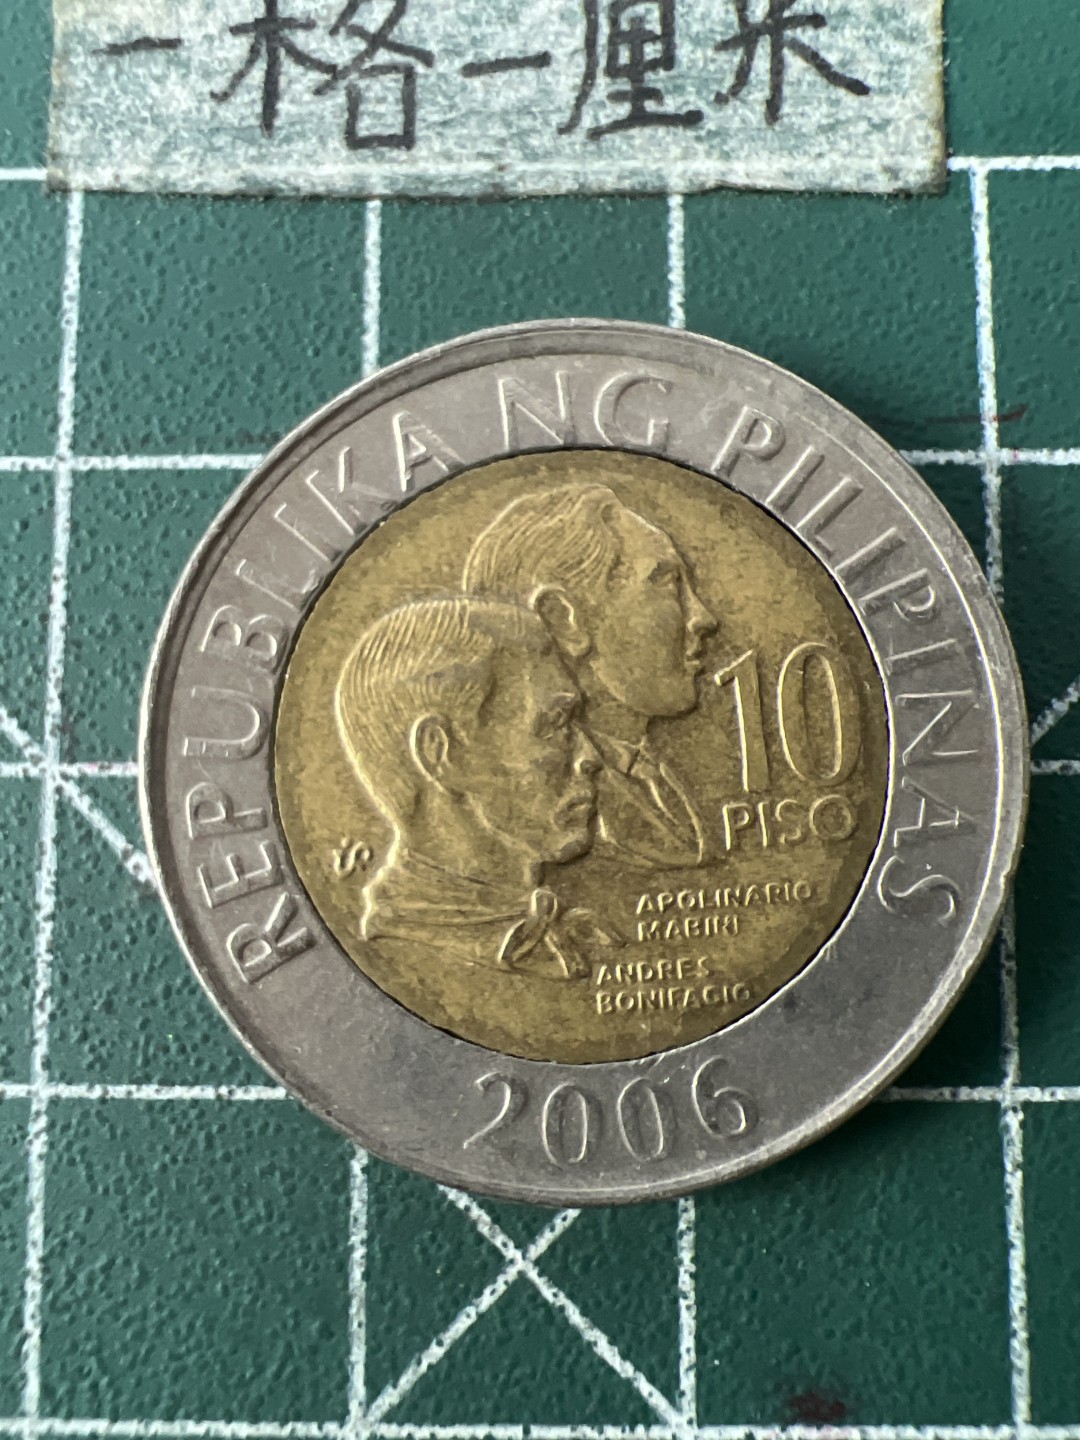 一格一厘米
REPUBLIKA NG PILIPINAS
10
PISO
APOLINARIO
MABINI
ANDRES
BONIFACIO
2006